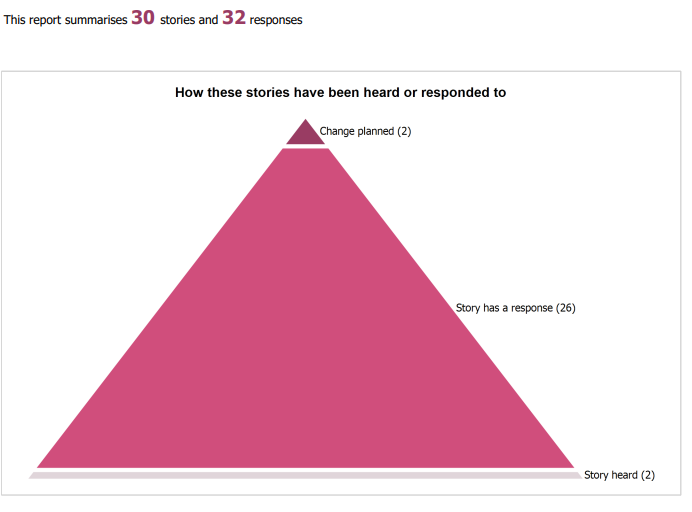 This report summarises 30 stories and 32 responses
How these stories have been heard or responded to
Change planned (2)
Story has a response (26)
Story heard (2)